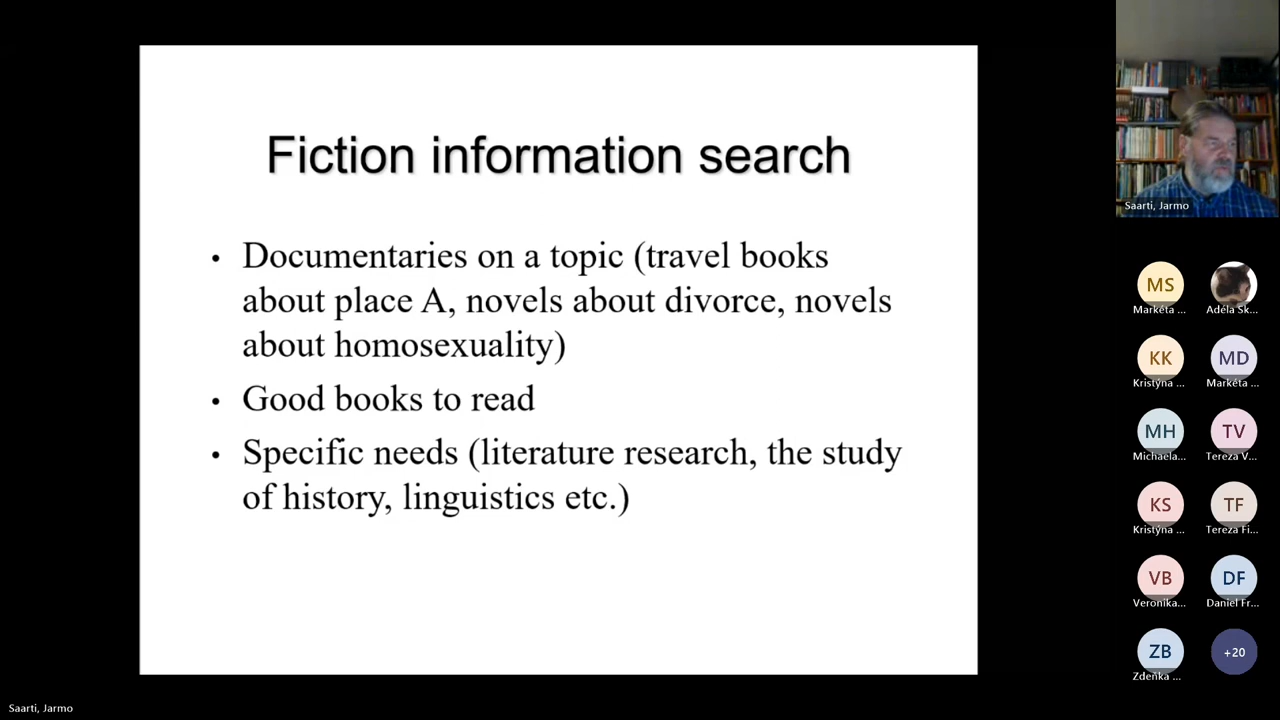 Fiction information search
• Documentaries on a topic (travel books
about place A, novels about divorce, novels
about homosexuality)
• Good books to read
• Specific needs (literature research, the study
of history, linguistics etc.)
Saarti, Jarmo
MS
Markéta ...
Adéla Sk...
KK
Kristýna ...
MD
Markéta ...
MH
Michaela...
TV
Tereza V...
KS
Kristýna ...
TF
Tereza Fi...
VB
Veronika...
DF
Daniel Fr...
ZB
Zdeňka ...
+20
Saarti, Jarmo